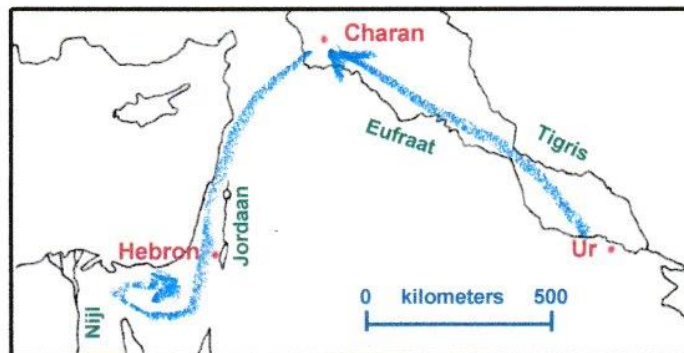 Charan
Eufraat
Tigris
Jordaan
Hebron
Ur
Nijl
0 kilometers 500